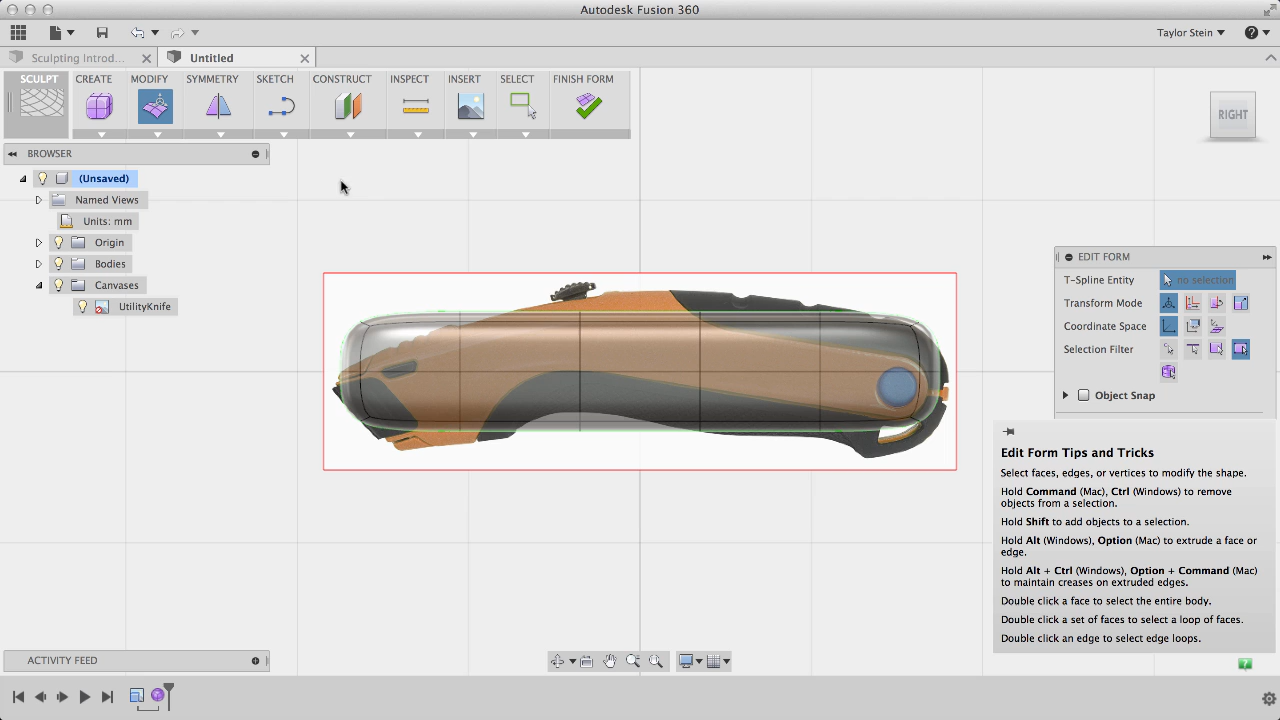 Autodesk Fusion 360
Taylor Stein
Sculpting Introd...
Untitled
SCULPT
CREATE
MODIFY
SYMMETRY
SKETCH
CONSTRUCT
INSPECT
INSERT
SELECT
FINISH FORM
RIGHT
BROWSER
(Unsaved)
Named Views
Units: mm
Origin
Bodies
Canvases
UtilityKnife
EDIT FORM
T-Spline Entity
no selection
Transform Mode
Coordinate Space
Selection Filter
Object Snap
Edit Form Tips and Tricks
Select faces, edges, or vertices to modify the shape.
Hold Command (Mac), Ctrl (Windows) to remove
objects from a selection.
Hold Shift to add objects to a selection.
Hold Alt (Windows), Option (Mac) to extrude a face or
edge.
Hold Alt + Ctrl (Windows), Option + Command (Mac)
to maintain creases on extruded edges.
Double click a face to select the entire body.
Double click a set of faces to select a loop of faces.
Double click an edge to select edge loops.
ACTIVITY FEED